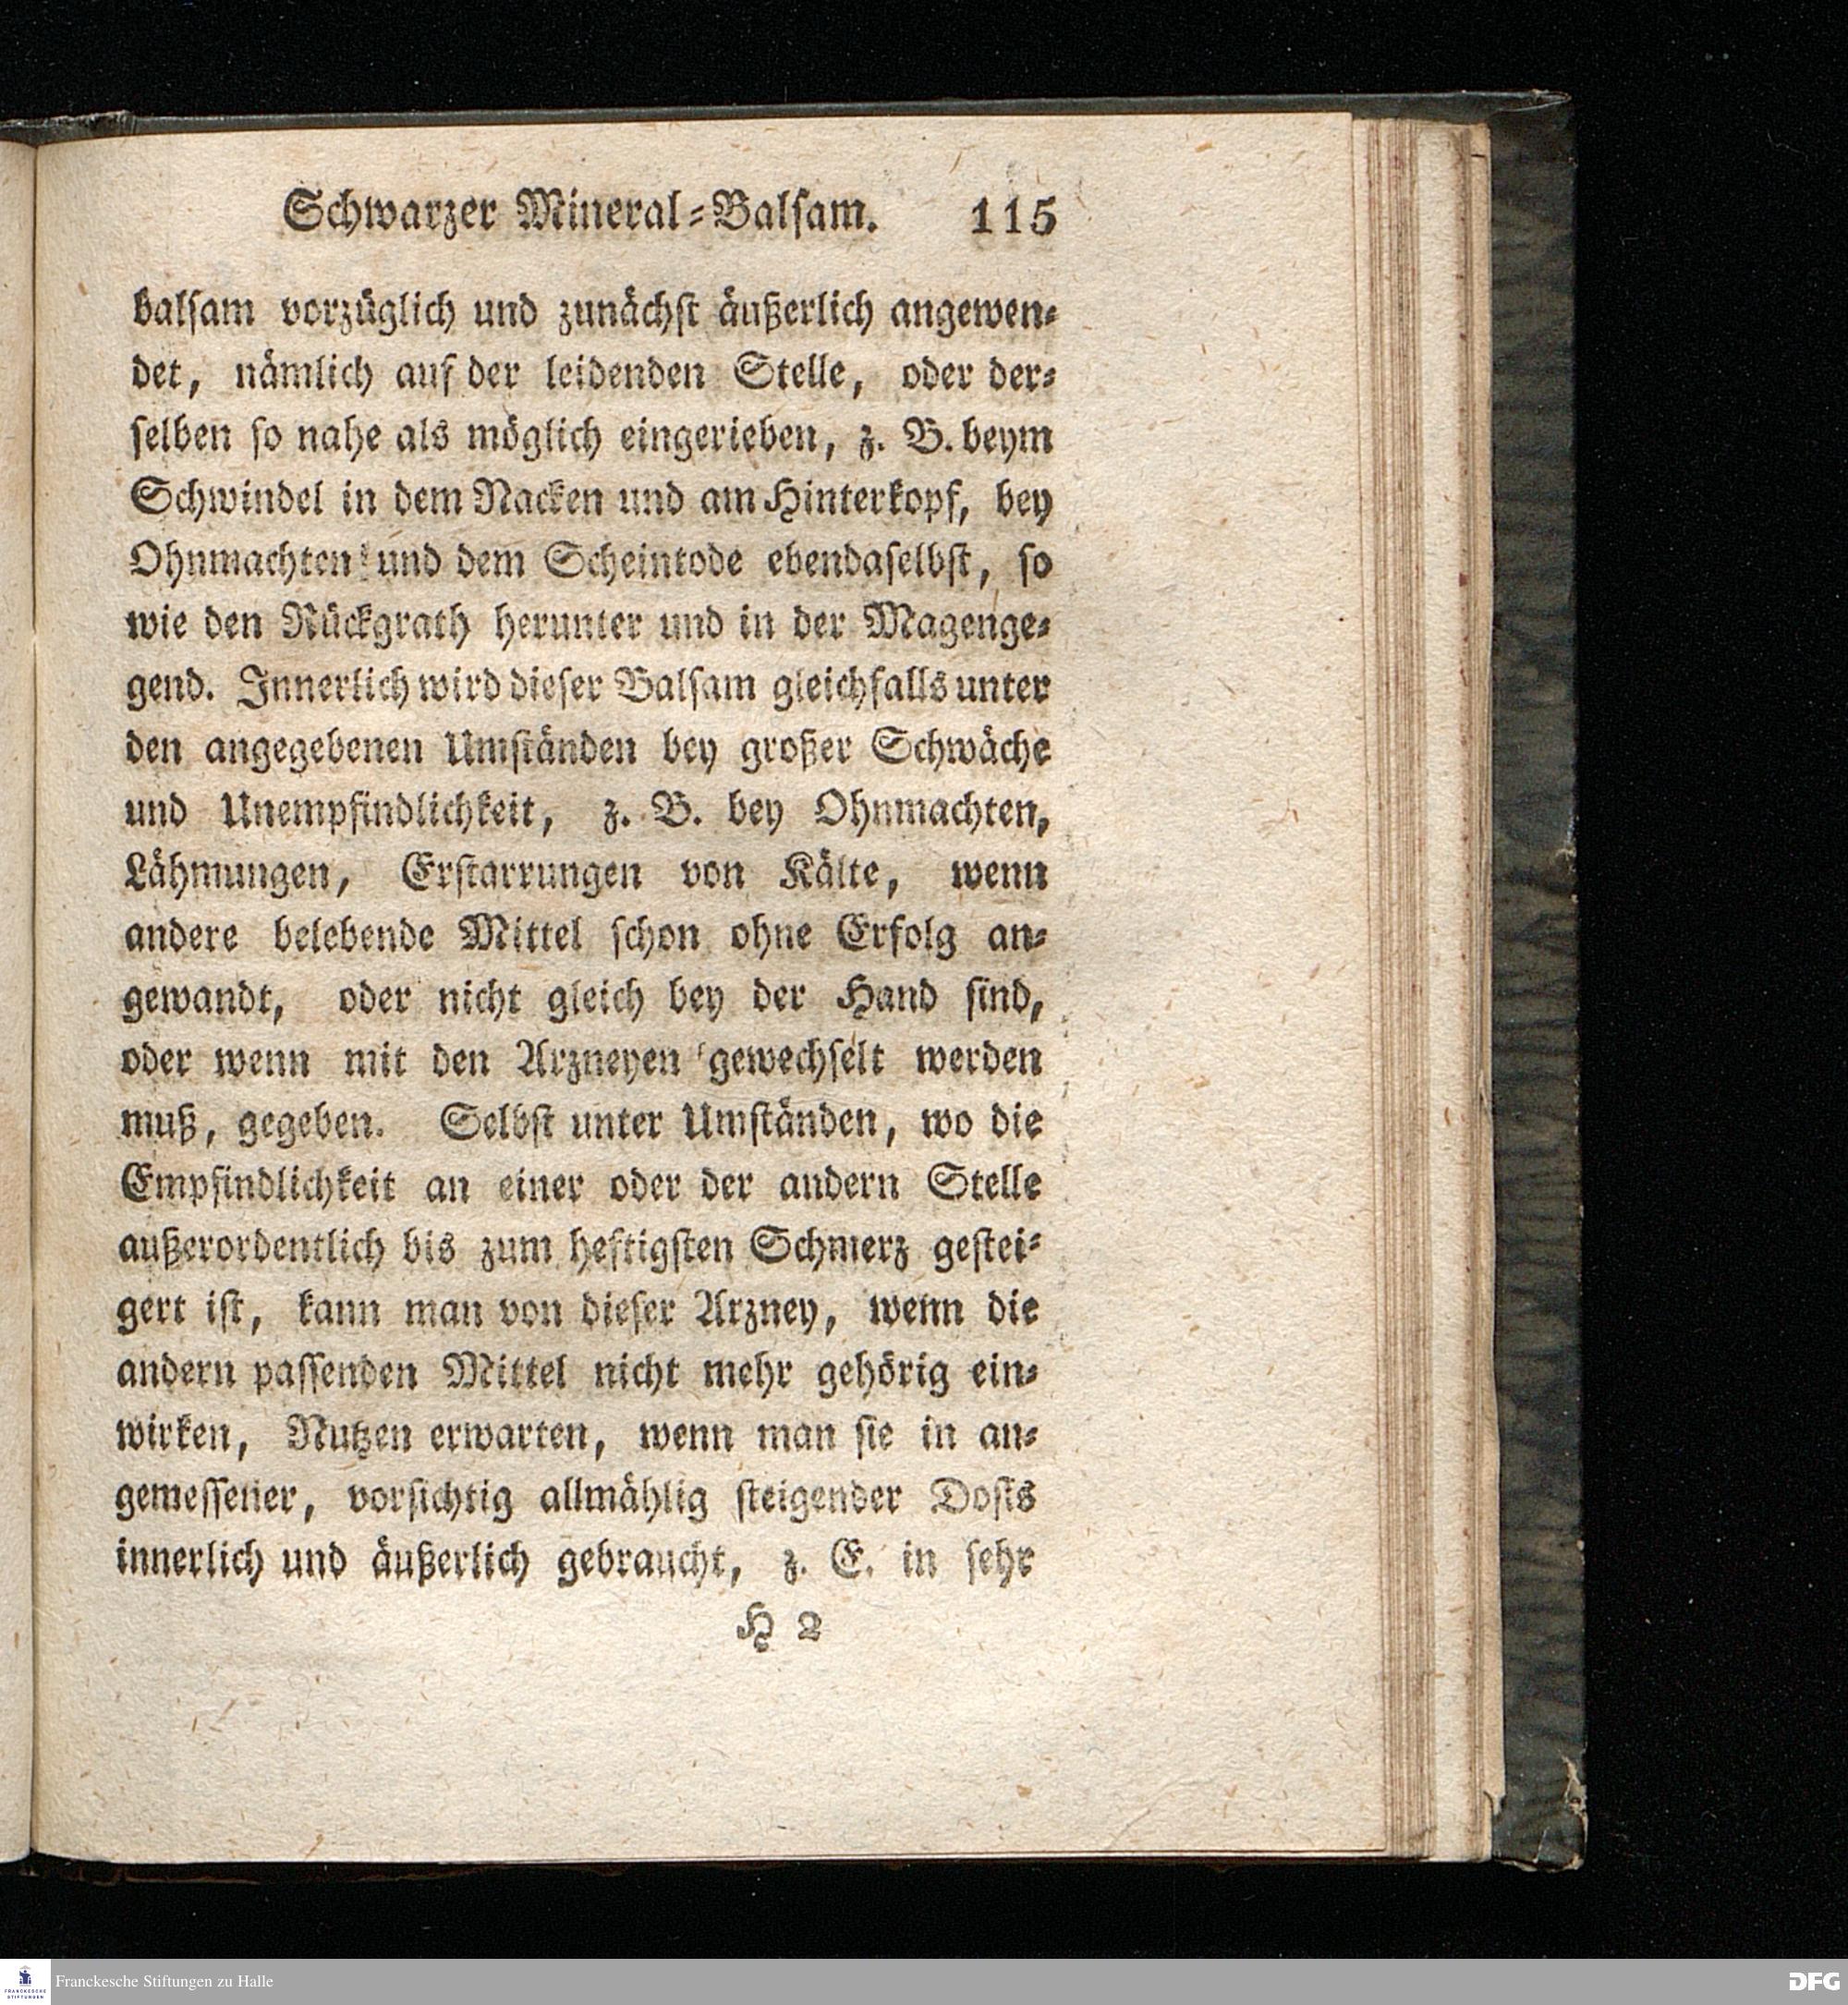 Schwarzer Mineral-Balsam. 115
balsam vorzüglich und zunächst äußerlich angewen-
det, nämlich auf der leidenden Stelle, oder der-
selben so nahe als möglich eingerieben, z. B. beym
Schwindel in dem Nacken und am Hinterkopf, bey
Ohnmachten und dem Scheintode ebendaselbst, so
wie den Rückgrath herunter und in der Magenge-
gend. Innerlich wird dieser Balsam gleichfalls unter
den angegebenen Umständen bey großer Schwäche
und Unempfindlichkeit, z. B. bey Ohnmachten,
Lähmungen, Erstarrungen von Kälte, wenn
andere belebende Mittel schon ohne Erfolg an-
gewandt, oder nicht gleich bey der Hand sind,
oder wenn mit den Arzneyen gewechselt werden
muß, gegeben. Selbst unter Umständen, wo die
Empfindlichkeit an einer oder der andern Stelle
außerordentlich bis zum heftigsten Schmerz gestei-
gert ist, kann man von dieser Arzney, wenn die
andern passenden Mittel nicht mehr gehörig ein-
wirken, Nutzen erwarten, wenn man sie in an-
gemessener, vorsichtig allmählig steigender Dosis
innerlich und äußerlich gebraucht, z. E. in sehr
H 2
FRANCKESCHE
STIFTUNGEN
Franckesche Stiftungen zu Halle
DFG